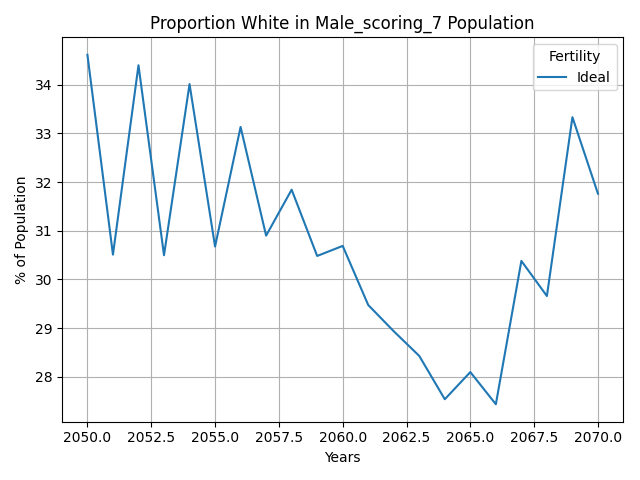 Proportion White in Male_scoring_7 Population
Fertility
Ideal
% of Population
34
33
32
31
30
29
28
2050.0 2052.5 2055.0 2057.5 2060.0 2062.5 2065.0 2067.5 2070.0
Years